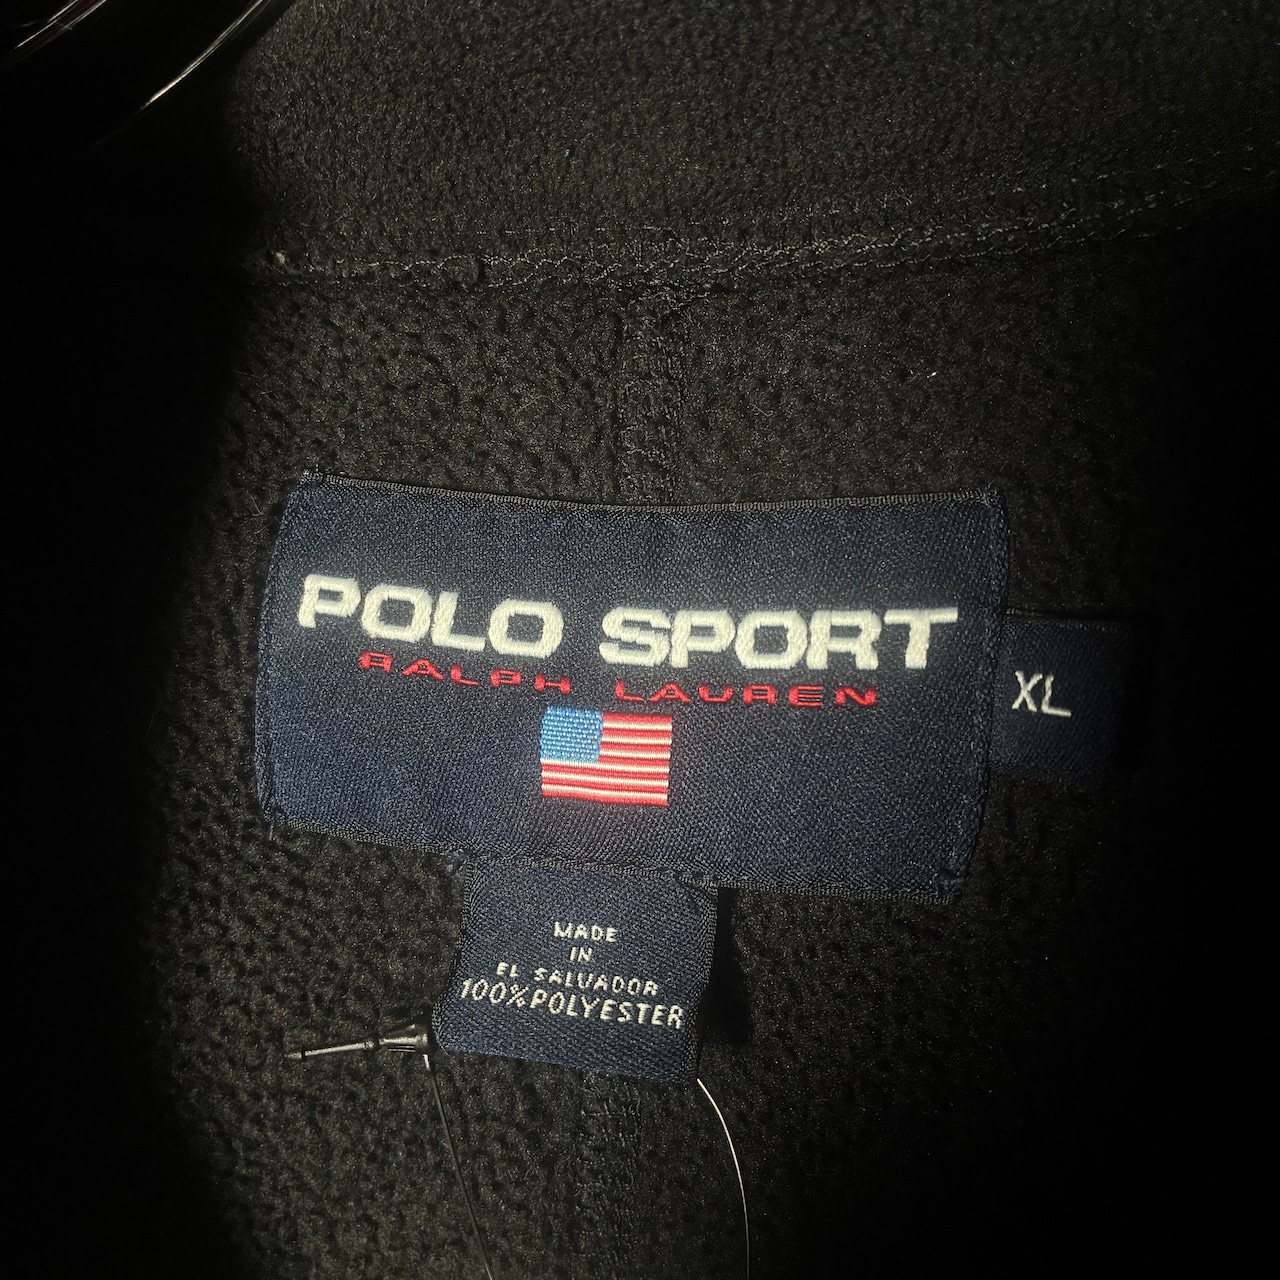 POLO SPORT
RALPH LAUREN
XL
MADE
IN
EL SALVADOR
100% POLYESTER